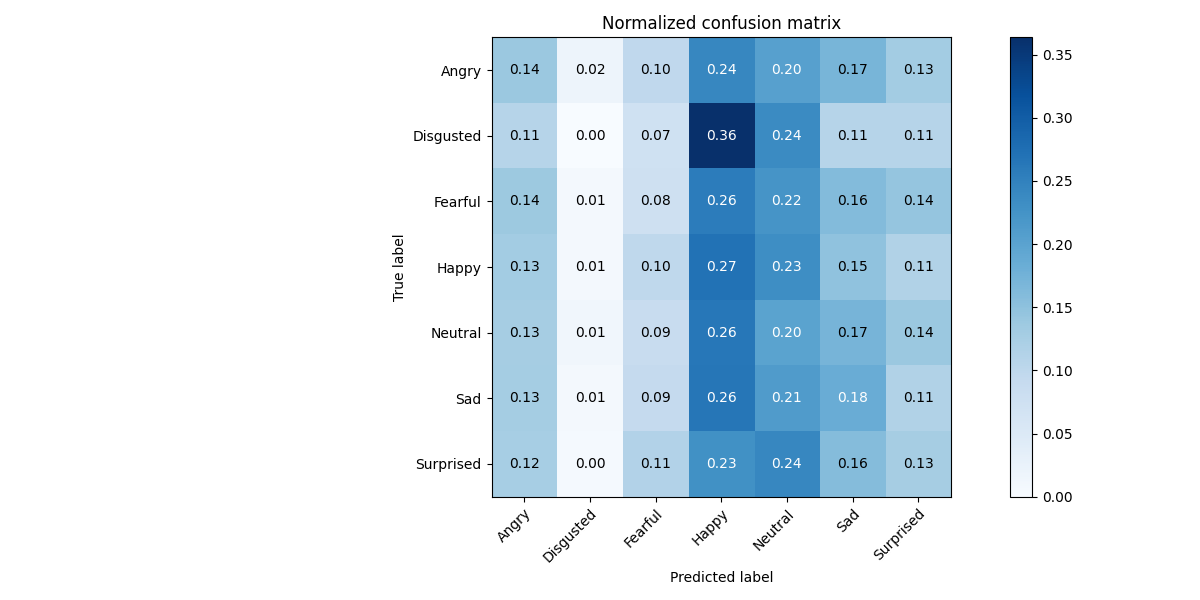 Normalized confusion matrix
True label
Angry 0.14 0.02 0.10 0.24 0.20 0.17 0.13
Disgusted 0.11 0.00 0.07 0.36 0.24 0.11 0.11
Fearful 0.14 0.01 0.08 0.26 0.22 0.16 0.14
Happy 0.13 0.01 0.10 0.27 0.23 0.15 0.11
Neutral 0.13 0.01 0.09 0.26 0.20 0.17 0.14
Sad 0.13 0.01 0.09 0.26 0.21 0.18 0.11
Surprised 0.12 0.00 0.11 0.23 0.24 0.16 0.13
Angry Disgusted Fearful Happy Neutral Sad Surprised
Predicted label
0.35
0.30
0.25
0.20
0.15
0.10
0.05
0.00